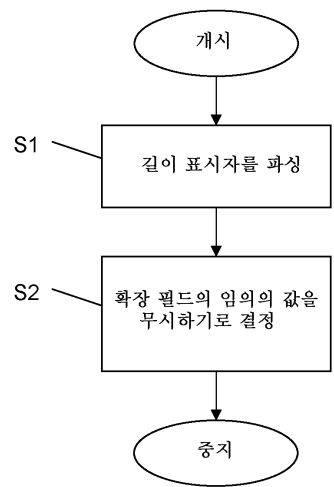 개시
S1
길이 표시자를 파싱
S2
확장 필드의 임의의 값을
무시하기로 결정
중지